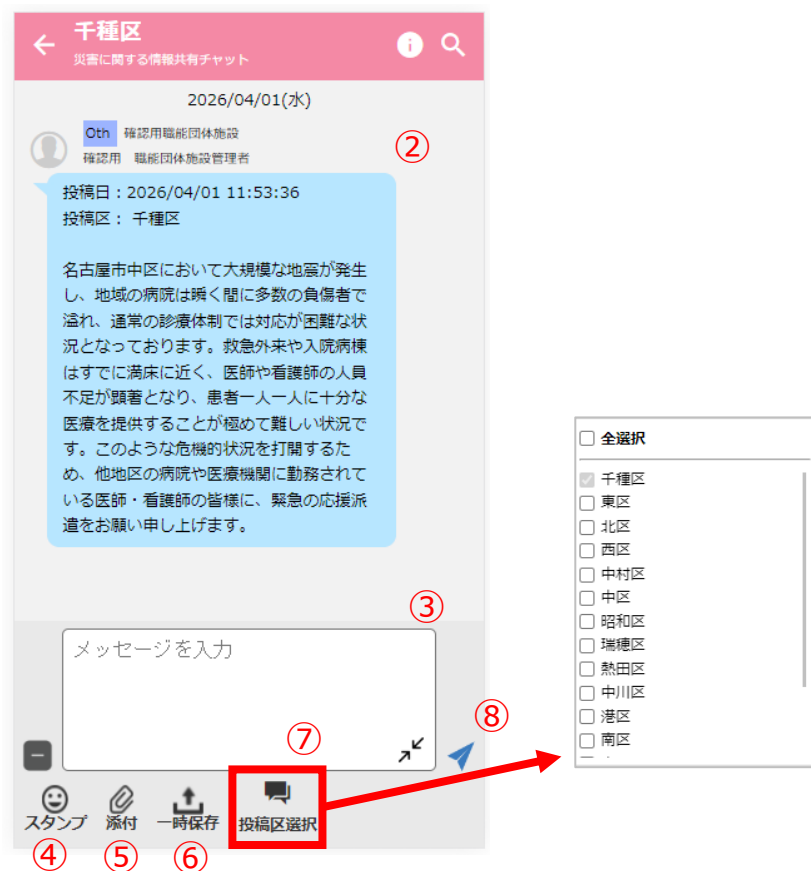 千種区
災害に関する情報共有チャット
2026/04/01(水)
Oth 確認用職能団体施設
確認用 職能団体施設管理者
②
投稿日：2026/04/01 11:53:36
投稿区： 千種区
名古屋市中区において大規模な地震が発生
し、地域の病院は瞬く間に多数の負傷者で
溢れ、通常の診療体制では対応が困難な状
況となっております。救急外来や入院病棟
はすでに満床に近く、医師や看護師の人員
不足が顕著となり、患者一人一人に十分な
医療を提供することが極めて難しい状況で
す。このような危機的状況を打開するた
め、他地区の病院や医療機関に勤務されて
いる医師・看護師の皆様に、緊急の応援派
遣をお願い申し上げます。
③
メッセージを入力
⑦
⑧
スタンプ
添付
一時保存
投稿区選択
④
⑤
⑥
全選択
千種区
東区
北区
西区
中村区
中区
昭和区
瑞穂区
熱田区
中川区
港区
南区